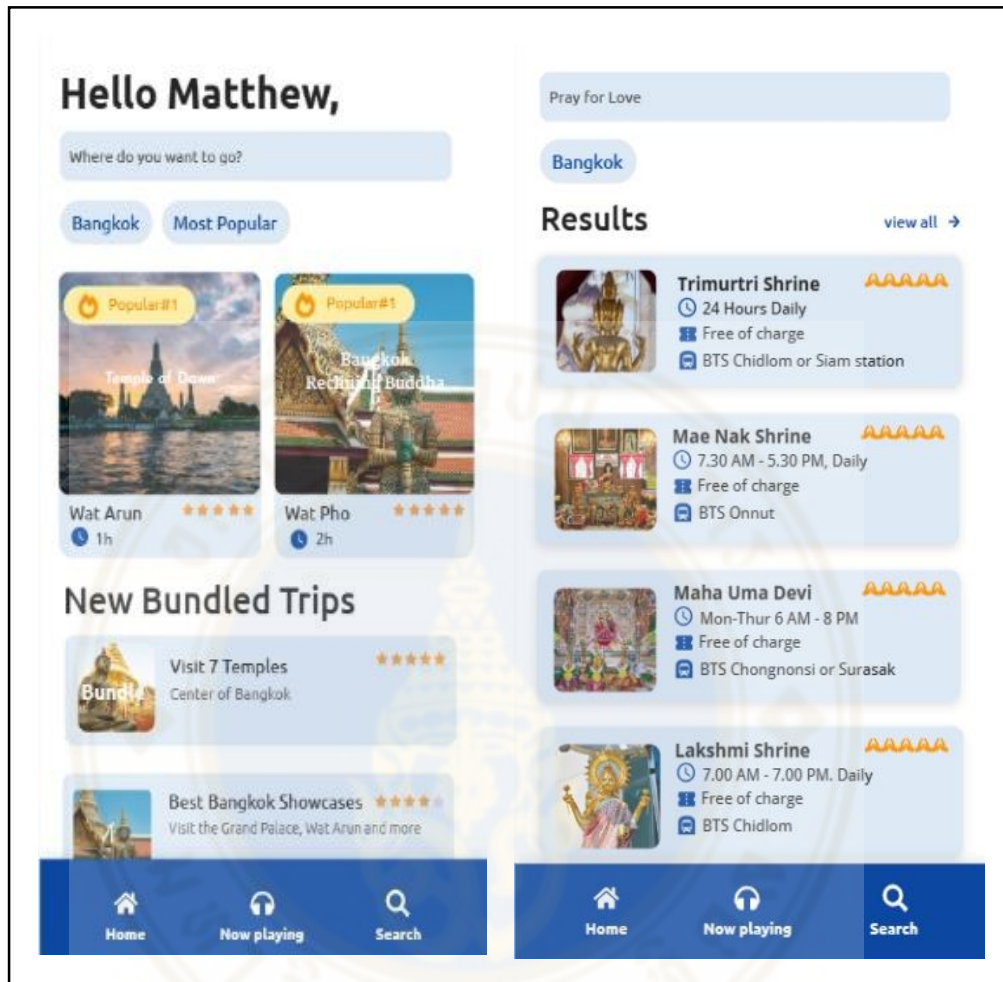 Hello Matthew,
Where do you want to go?
Bangkok Most Popular
Popular#1
Temple of Dawn
Wat Arun
1h
Popular#1
Bangkok
Reclining Buddha
Wat Pho
2h
New Bundled Trips
Bundle
Visit 7 Temples
Center of Bangkok
Best Bangkok Showcases
Visit the Grand Palace, Wat Arun and more
Home Now playing Search
Pray for Love
Bangkok
Results view all →
Trimurtri Shrine
24 Hours Daily
Free of charge
BTS Chidlom or Siam station
Mae Nak Shrine
7.30 AM - 5.30 PM, Daily
Free of charge
BTS Onnut
Maha Uma Devi
Mon-Thur 6 AM - 8 PM
Free of charge
BTS Chongnonsi or Surasak
Lakshmi Shrine
7.00 AM - 7.00 PM. Daily
Free of charge
BTS Chidlom
Home Now playing Search